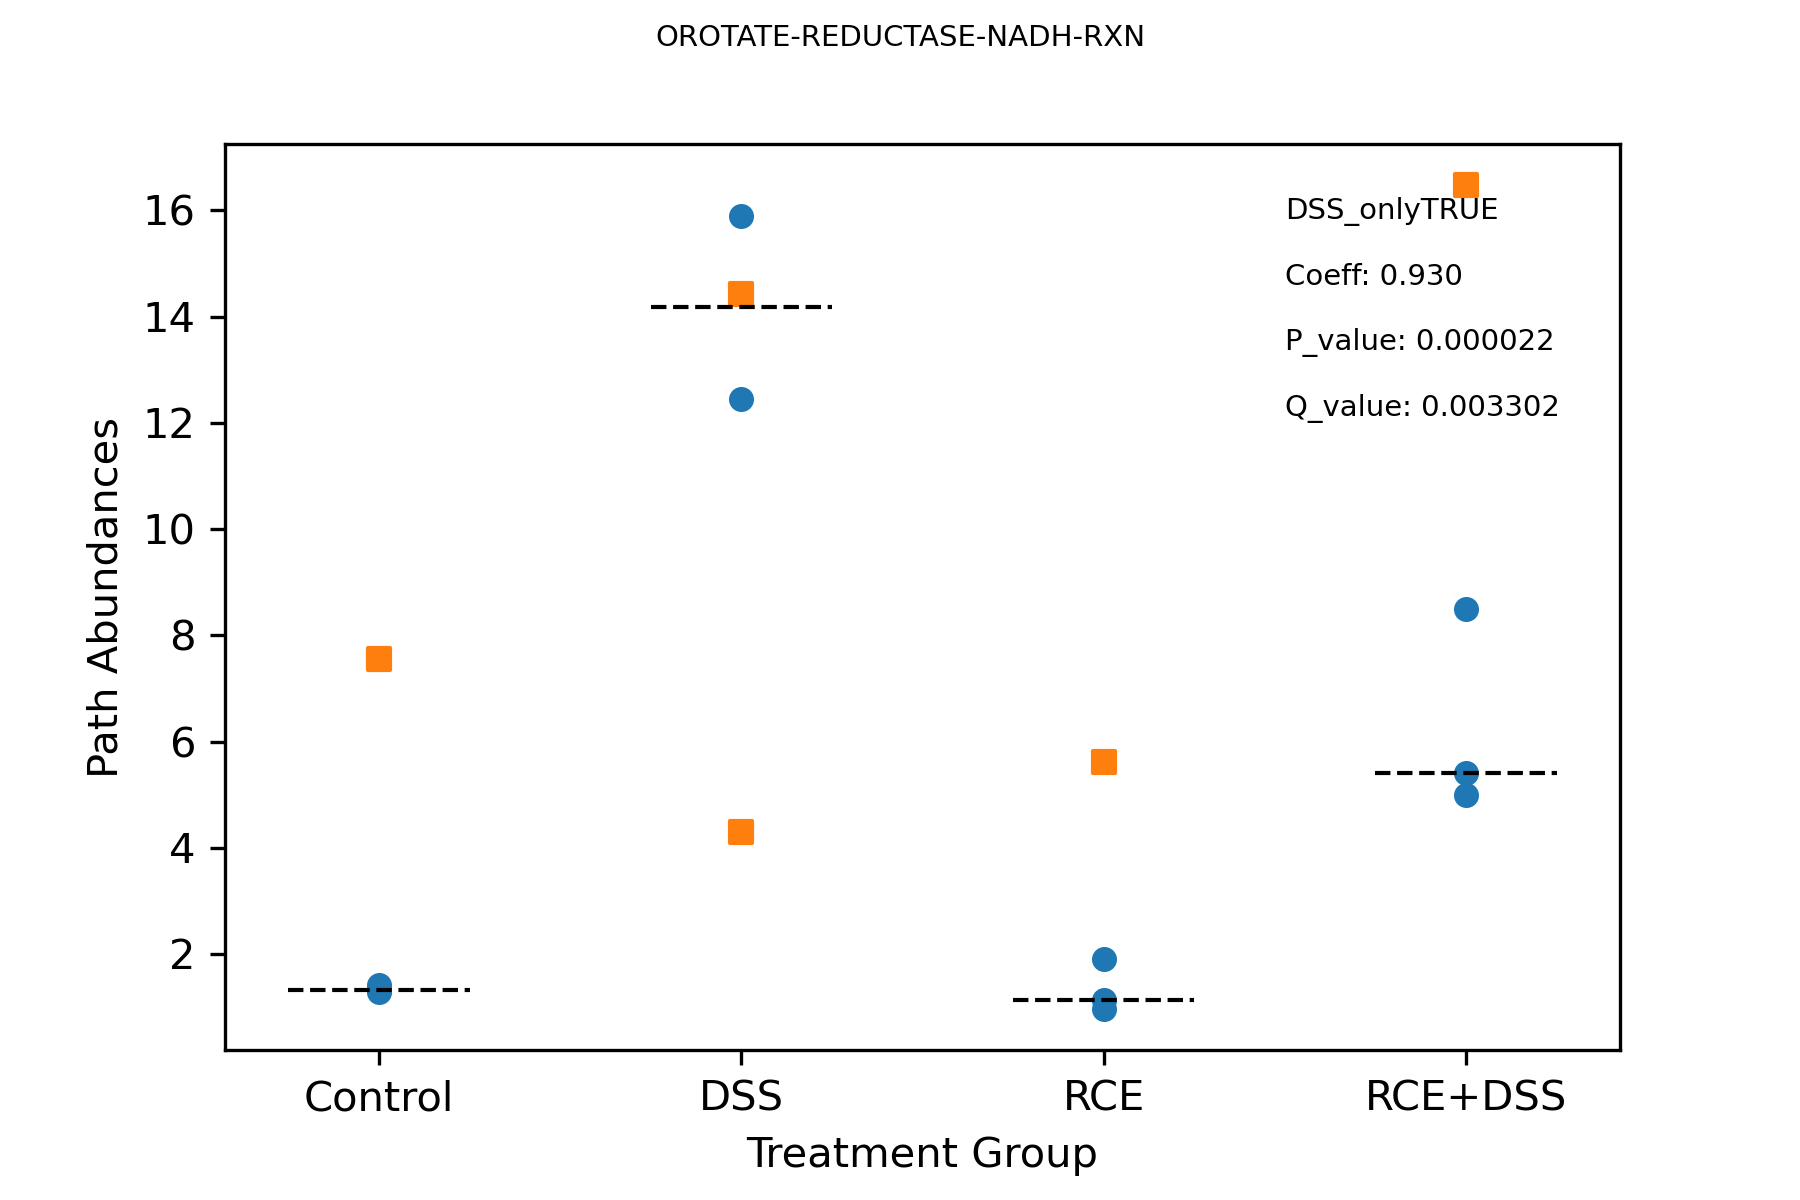 OROTATE-REDUCTASE-NADH-RXN
DSS_onlyTRUE
Coeff: 0.930
P_value: 0.000022
Q_value: 0.003302
Path Abundances
16
14
12
10
8
6
4
2
Control DSS RCE RCE+DSS
Treatment Group